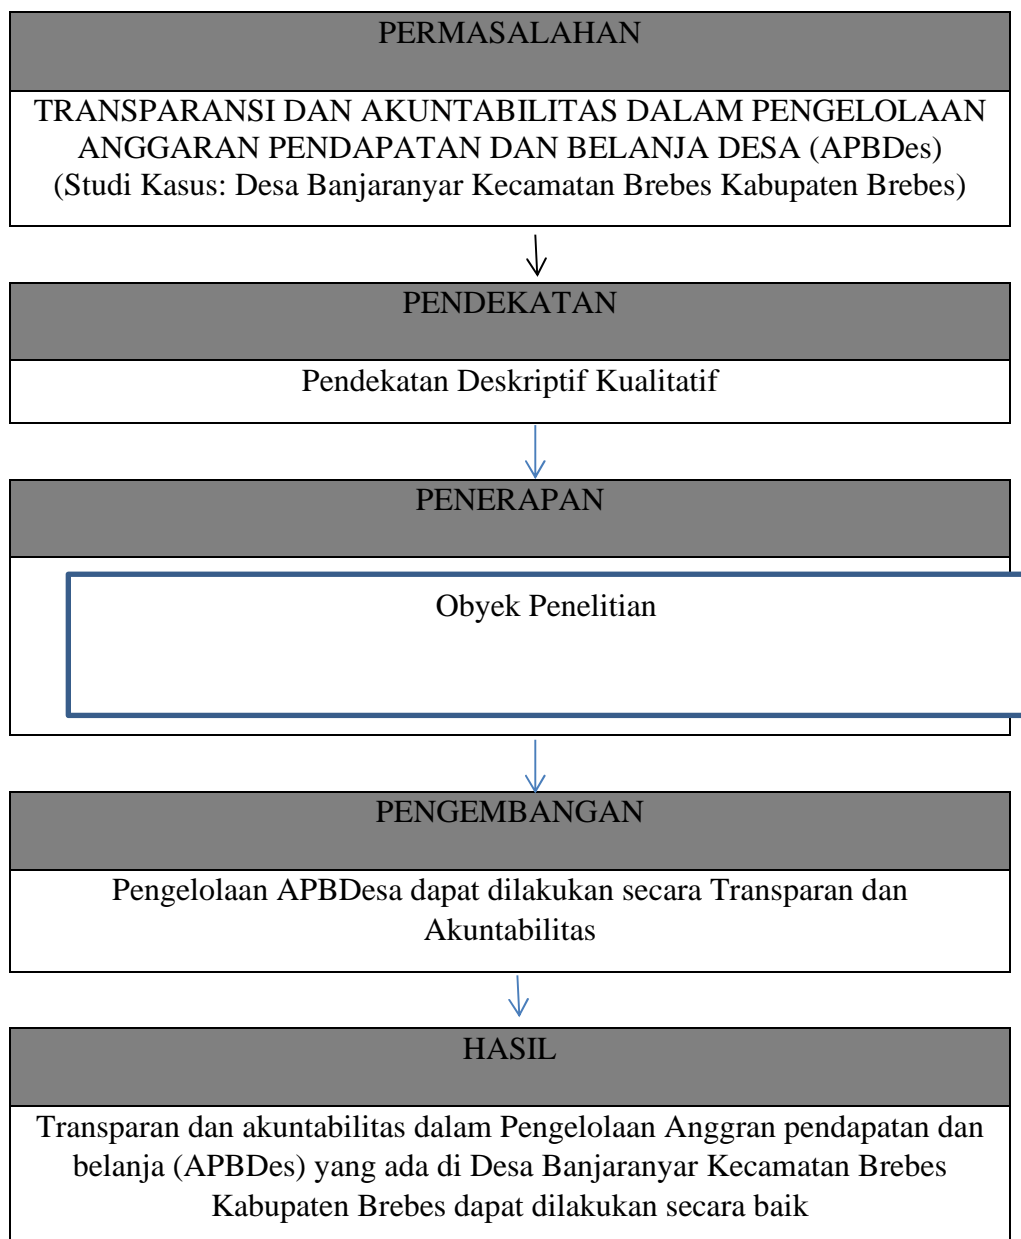 PERMASALAHAN
TRANSPARANSI DAN AKUNTABILITAS DALAM PENGELOLAAN
ANGGARAN PENDAPATAN DAN BELANJA DESA (APBDes)
(Studi Kasus: Desa Banjaranyar Kecamatan Brebes Kabupaten Brebes)
PENDEKATAN
Pendekatan Deskriptif Kualitatif
PENERAPAN
Obyek Penelitian
PENGEMBANGAN
Pengelolaan APBDesa dapat dilakukan secara Transparan dan
Akuntabilitas
HASIL
Transparan dan akuntabilitas dalam Pengelolaan Anggran pendapatan dan
belanja (APBDes) yang ada di Desa Banjaranyar Kecamatan Brebes
Kabupaten Brebes dapat dilakukan secara baik